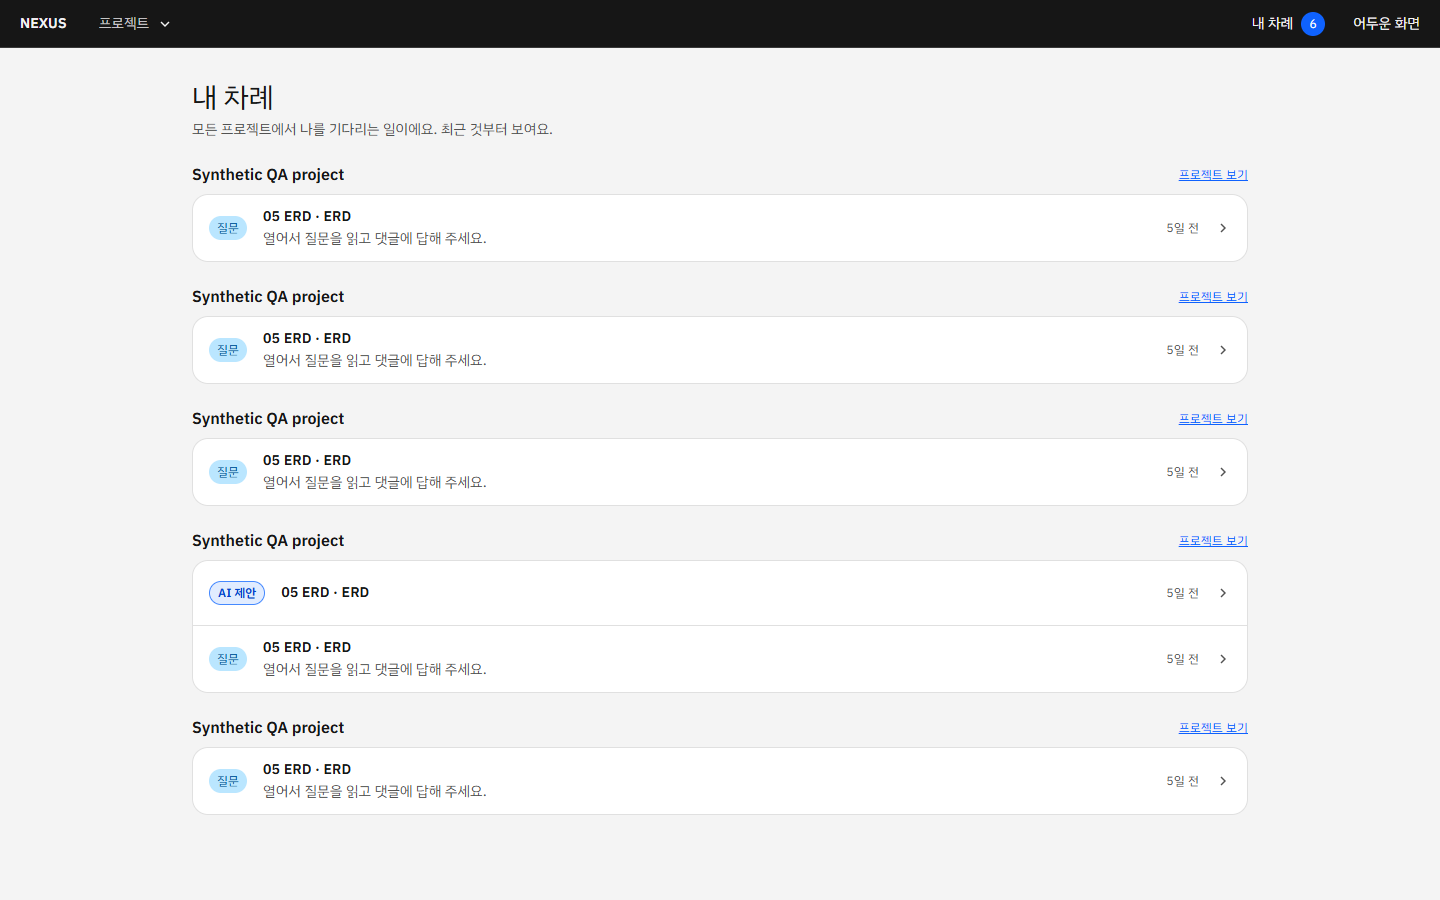 NEXUS 프로젝트 내 차례 6 어두운 화면
내 차례
모든 프로젝트에서 나를 기다리는 일이에요. 최근 것부터 보여요.
Synthetic QA project 프로젝트 보기
질문 05 ERD · ERD 5일 전
열어서 질문을 읽고 댓글에 답해 주세요.
Synthetic QA project 프로젝트 보기
질문 05 ERD · ERD 5일 전
열어서 질문을 읽고 댓글에 답해 주세요.
Synthetic QA project 프로젝트 보기
질문 05 ERD · ERD 5일 전
열어서 질문을 읽고 댓글에 답해 주세요.
Synthetic QA project 프로젝트 보기
AI 제안 05 ERD · ERD 5일 전
질문 05 ERD · ERD 5일 전
열어서 질문을 읽고 댓글에 답해 주세요.
Synthetic QA project 프로젝트 보기
질문 05 ERD · ERD 5일 전
열어서 질문을 읽고 댓글에 답해 주세요.